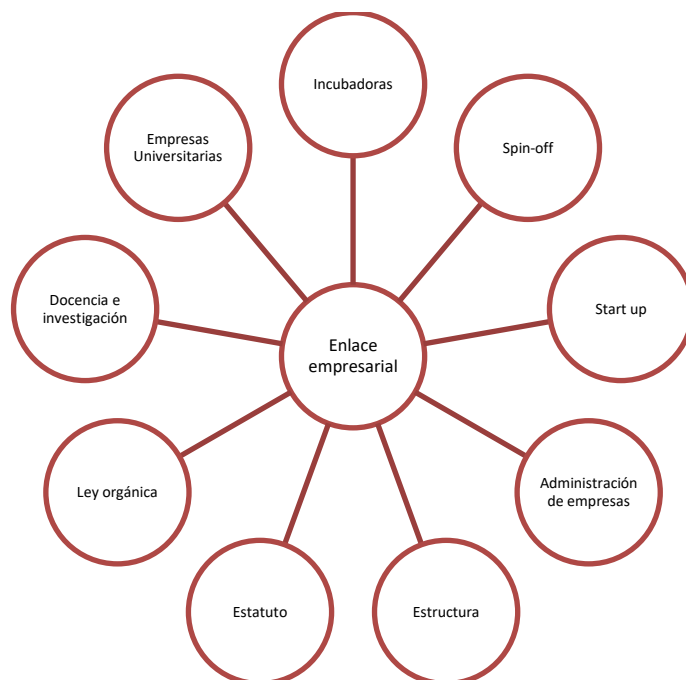 Incubadoras
Spin-off
Start up
Administración
de empresas
Estructura
Estatuto
Ley orgánica
Docencia e
investigación
Empresas
Universitarias
Enlace
empresarial